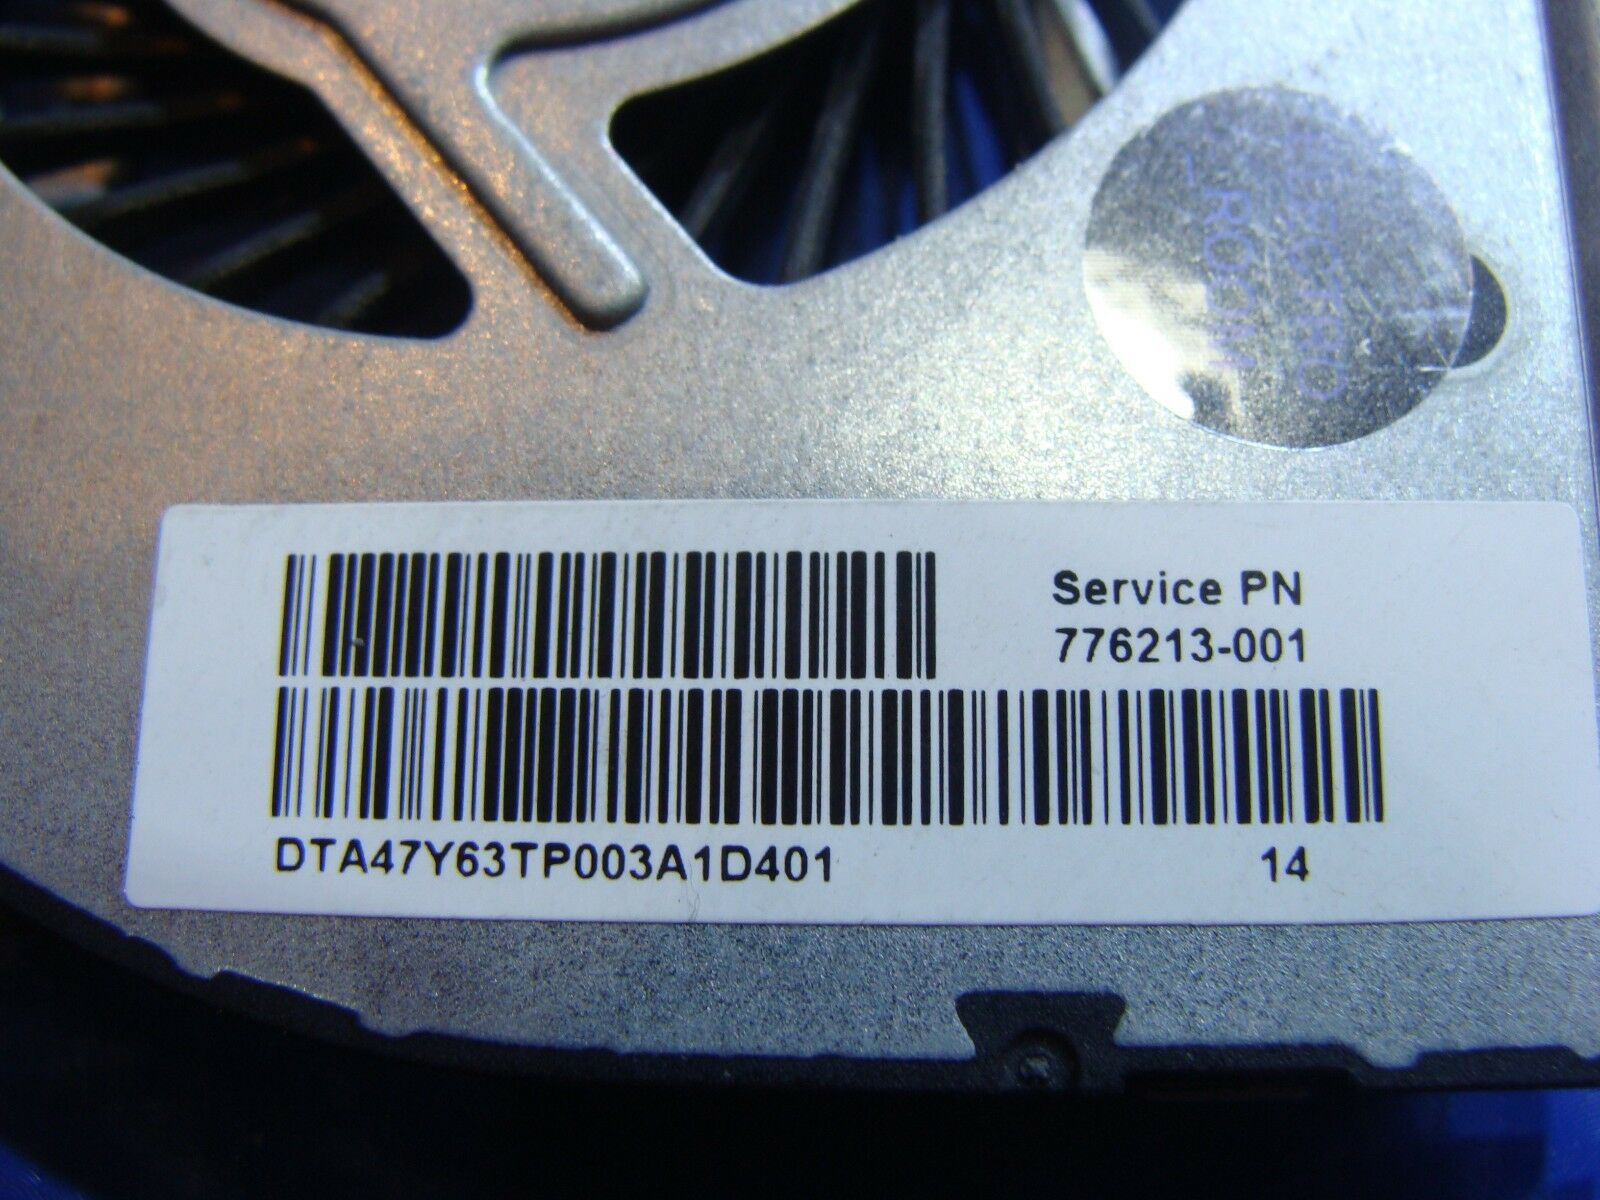 Service PN
776213-001
DTA47Y63TP003A1D401 14